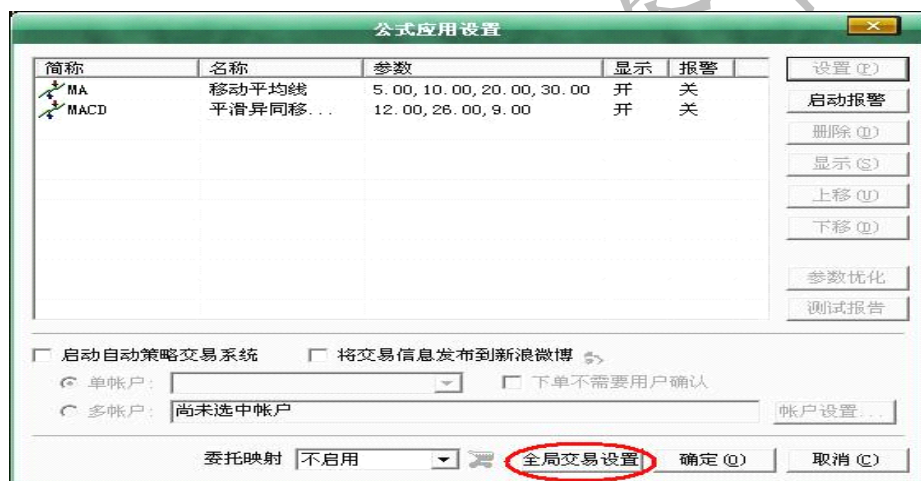 公式应用设置
简称 名称 参数 显示 报警 设置(P)
MA 移动平均线 5.00,10.00,20.00,30.00 开 关 启动报警
MACD 平滑异同移... 12.00,26.00,9.00 开 关
删除(D)
显示(S)
上移(U)
下移(D)
参数优化
测试报告
启动自动策略交易系统 将交易信息发布到新浪微博
单帐户: 下单不需要用户确认
多帐户: 尚未选中帐户 帐户设置...
委托映射 不启用 全局交易设置 确定(O) 取消(C)